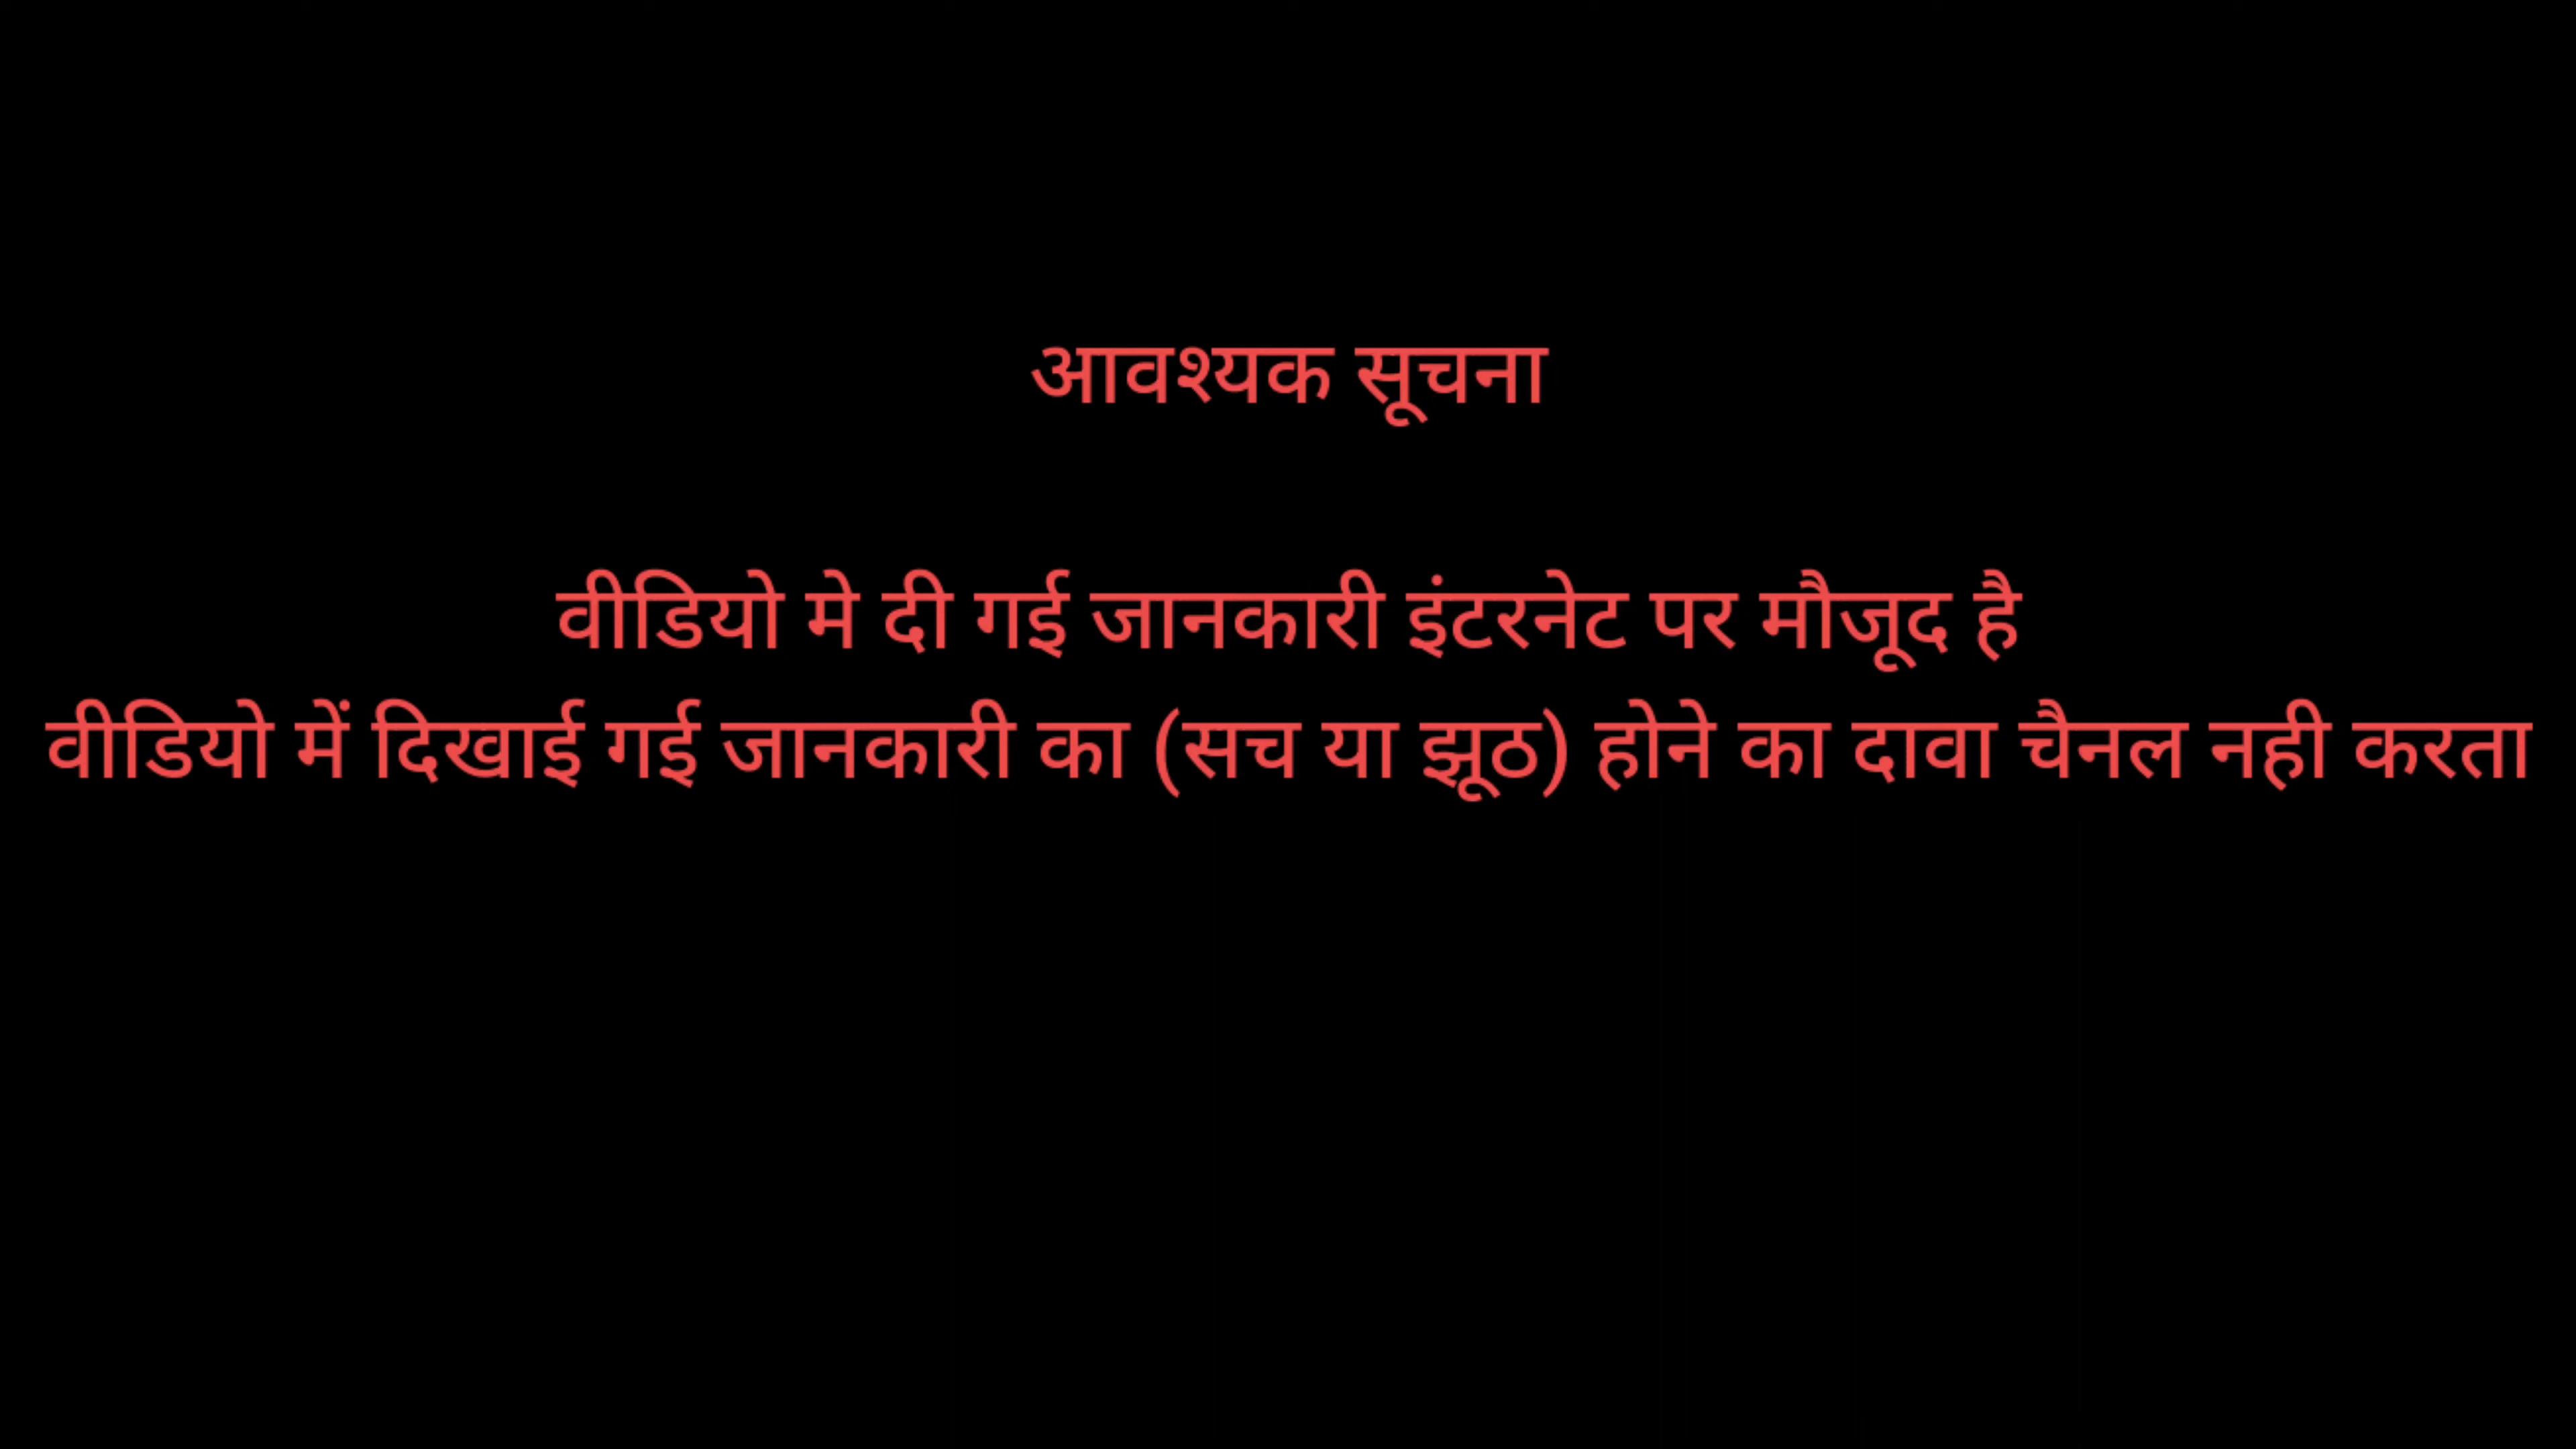 आवश्यक सूचना
वीडियो मे दी गई जानकारी इंटरनेट पर मौजूद है
वीडियो में दिखाई गई जानकारी का (सच या झूठ) होने का दावा चैनल नही करता